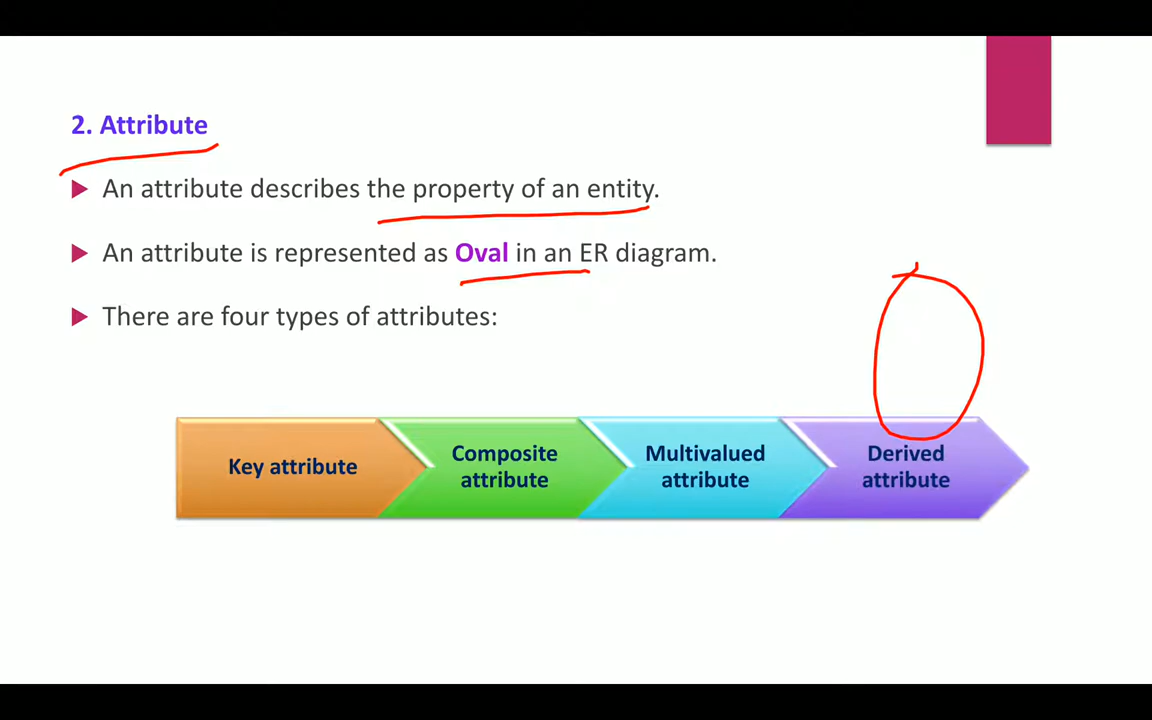 2. Attribute
An attribute describes the property of an entity.
An attribute is represented as Oval in an ER diagram.
There are four types of attributes:
Key attribute
Composite
attribute
Multivalued
attribute
Derived
attribute